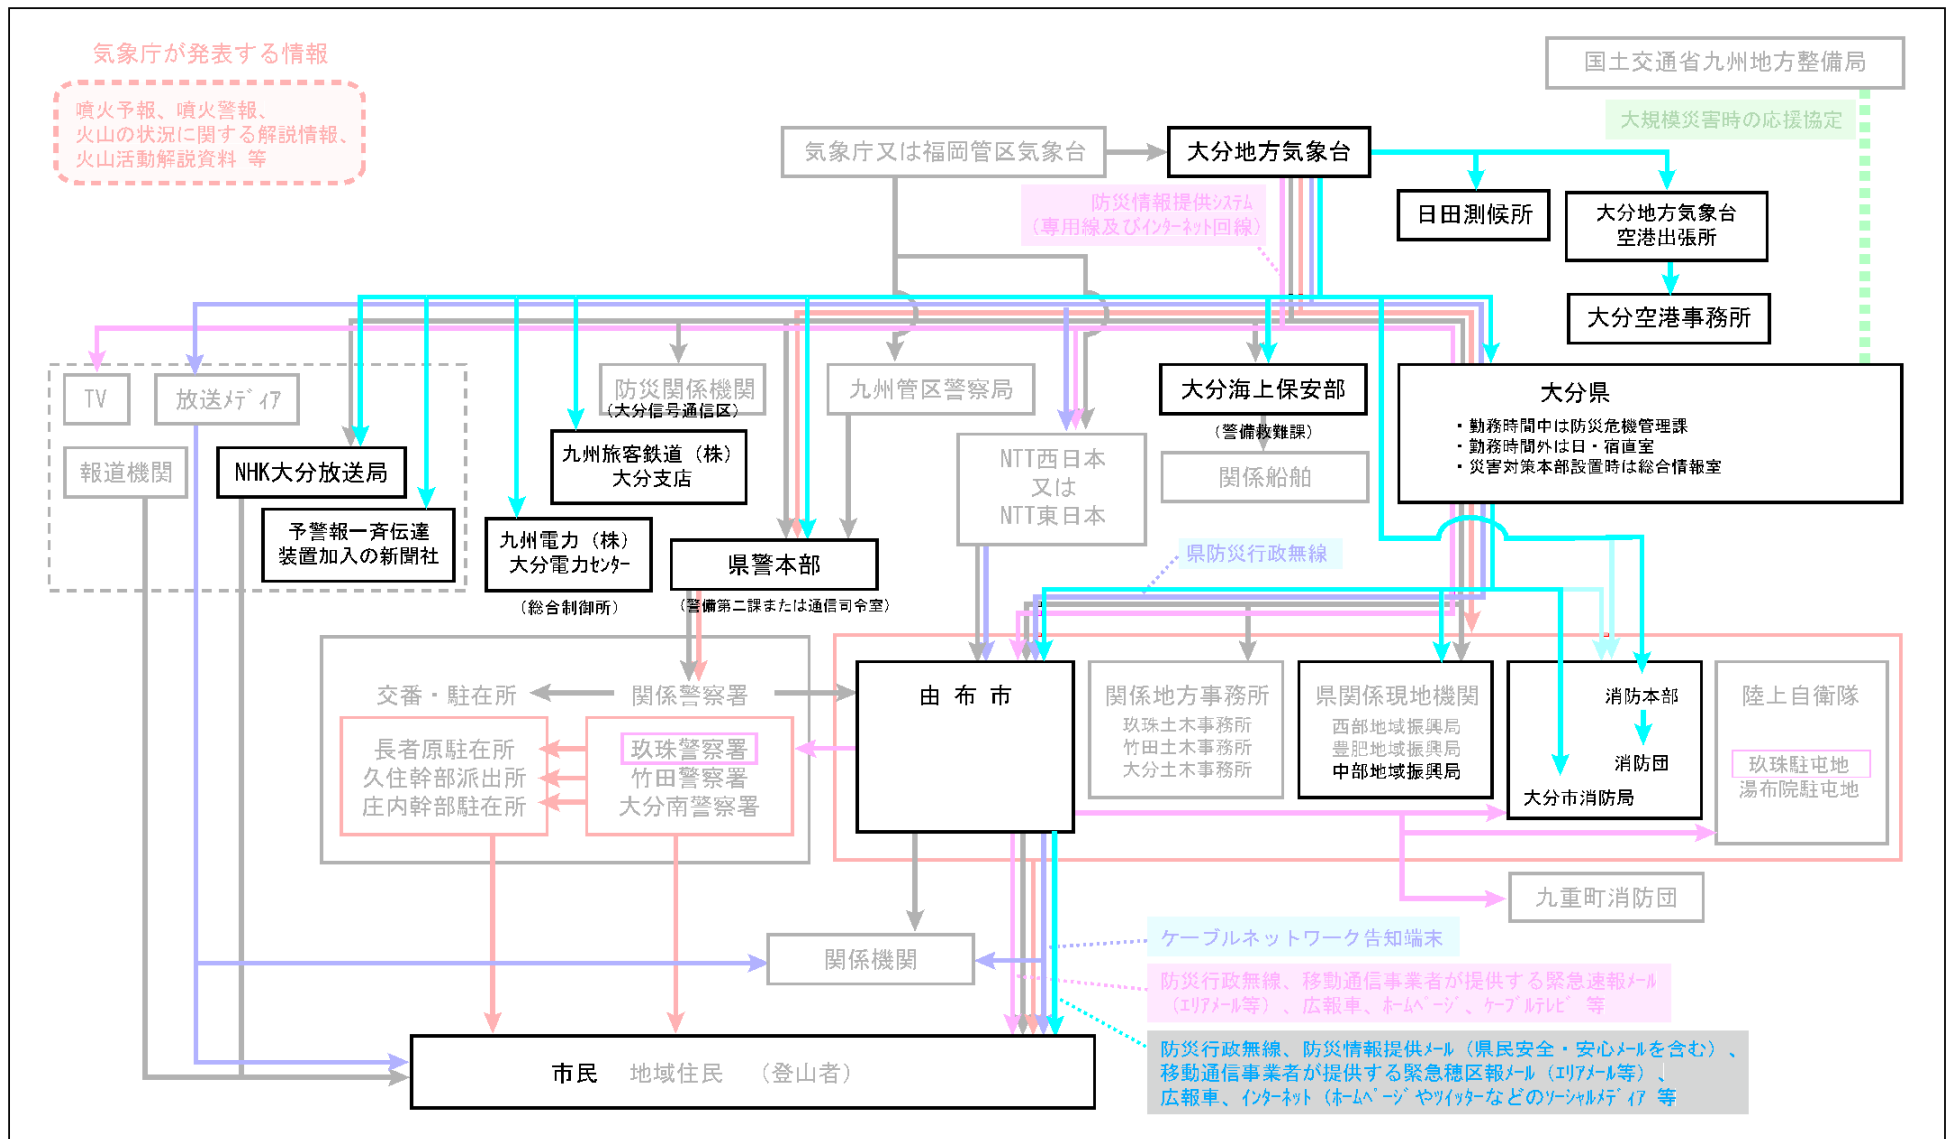 気象庁が発表する情報
噴火予報、噴火警報、
火山の状況に関する解説情報、
火山活動解説資料 等
国土交通省九州地方整備局
大規模災害時の応援協定
気象庁又は福岡管区気象台
大分地方気象台
防災情報提供ｼｽﾃﾑ
（専用線及びｲﾝﾀｰﾈｯﾄ回線）
日田測候所
大分地方気象台
空港出張所
大分空港事務所
TV
放送ﾒﾃﾞｨｱ
報道機関
NHK大分放送局
予警報一斉伝達
装置加入の新聞社
防災関係機関
（大分信号通信区）
九州旅客鉄道（株）
大分支店
九州電力（株）
大分電力ｾﾝﾀｰ
（総合制御所）
九州管区警察局
県警本部
（警備第二課または通信司令室）
NTT西日本
又は
NTT東日本
大分海上保安部
（警備救難課）
関係船舶
大分県
・勤務時間中は防災危機管理課
・勤務時間外は日・宿直室
・災害対策本部設置時は総合情報室
県防災行政無線
交番・駐在所
関係警察署
長者原駐在所
久住幹部派出所
庄内幹部駐在所
玖珠警察署
竹田警察署
大分南警察署
由布市
関係地方事務所
玖珠土木事務所
竹田土木事務所
大分土木事務所
県関係現地機関
西部地域振興局
豊肥地域振興局
中部地域振興局
消防本部
消防団
大分市消防局
陸上自衛隊
玖珠駐屯地
湯布院駐屯地
九重町消防団
関係機関
ケーブルネットワーク告知端末
防災行政無線、移動通信事業者が提供する緊急速報ﾒｰﾙ
（ｴﾘｱﾒｰﾙ等）、広報車、ﾎｰﾑﾍﾟｰｼﾞ、ｹｰﾌﾞﾙﾃﾚﾋﾞ 等
防災行政無線、防災情報提供ﾒｰﾙ（県民安全・安心ﾒｰﾙを含む）、
移動通信事業者が提供する緊急穂区報ﾒｰﾙ（ｴﾘｱﾒｰﾙ等）、
広報車、ｲﾝﾀｰﾈｯﾄ（ﾎｰﾑﾍﾟｰｼﾞやﾂｲｯﾀｰなどのｿｰｼｬﾙﾒﾃﾞｨｱ 等
市民 地域住民 （登山者）